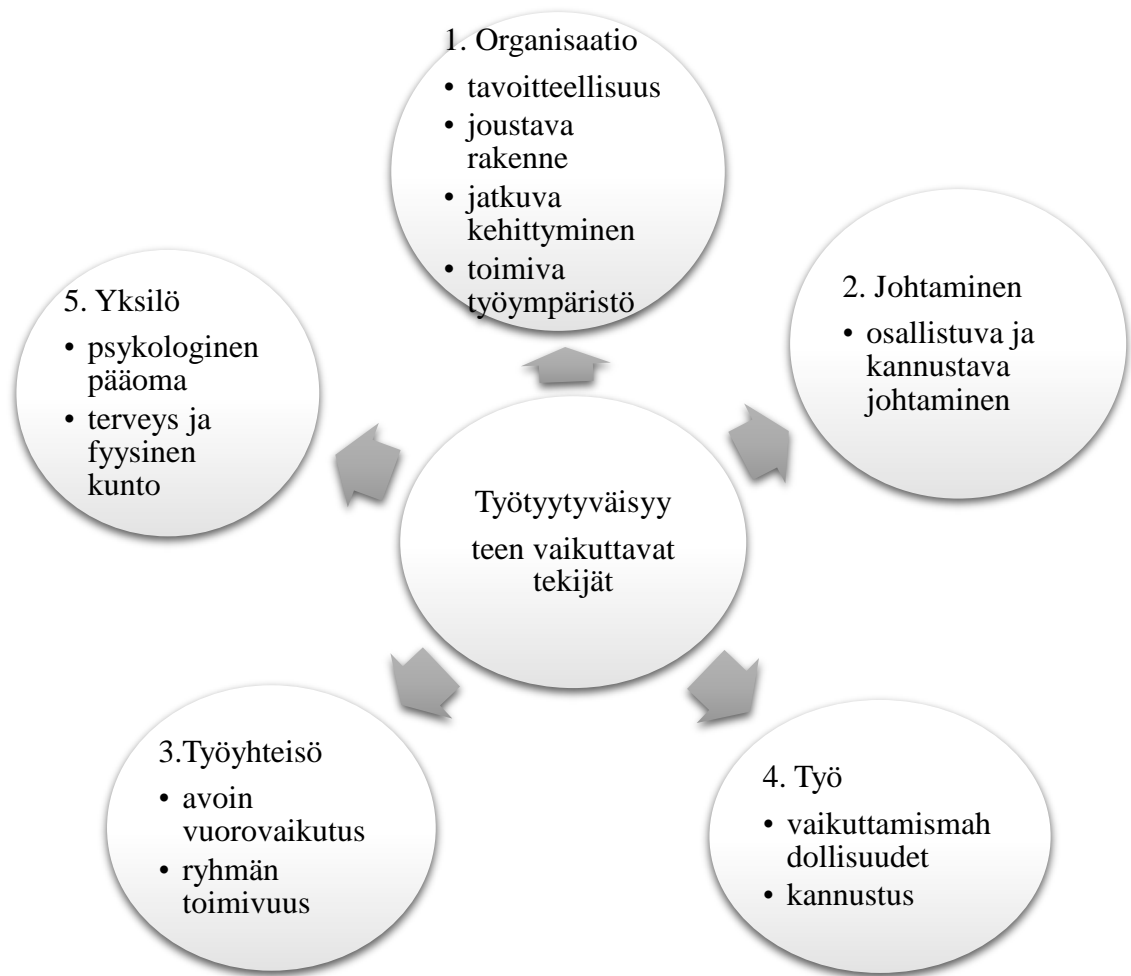 1. Organisaatio
• tavoitteellisuus
• joustava
rakenne
• jatkuva
kehittyminen
• toimiva
työympäristö
2. Johtaminen
• osallistuva ja
kannustava
johtaminen
5. Yksilö
• psykologinen
pääoma
• terveys ja
fyysinen
kunto
Työtyytyväisyy
teen vaikuttavat
tekijät
3.Työyhteisö
• avoin
vuorovaikutus
• ryhmän
toimivuus
4. Työ
• vaikuttamismah
dollisuudet
• kannustus